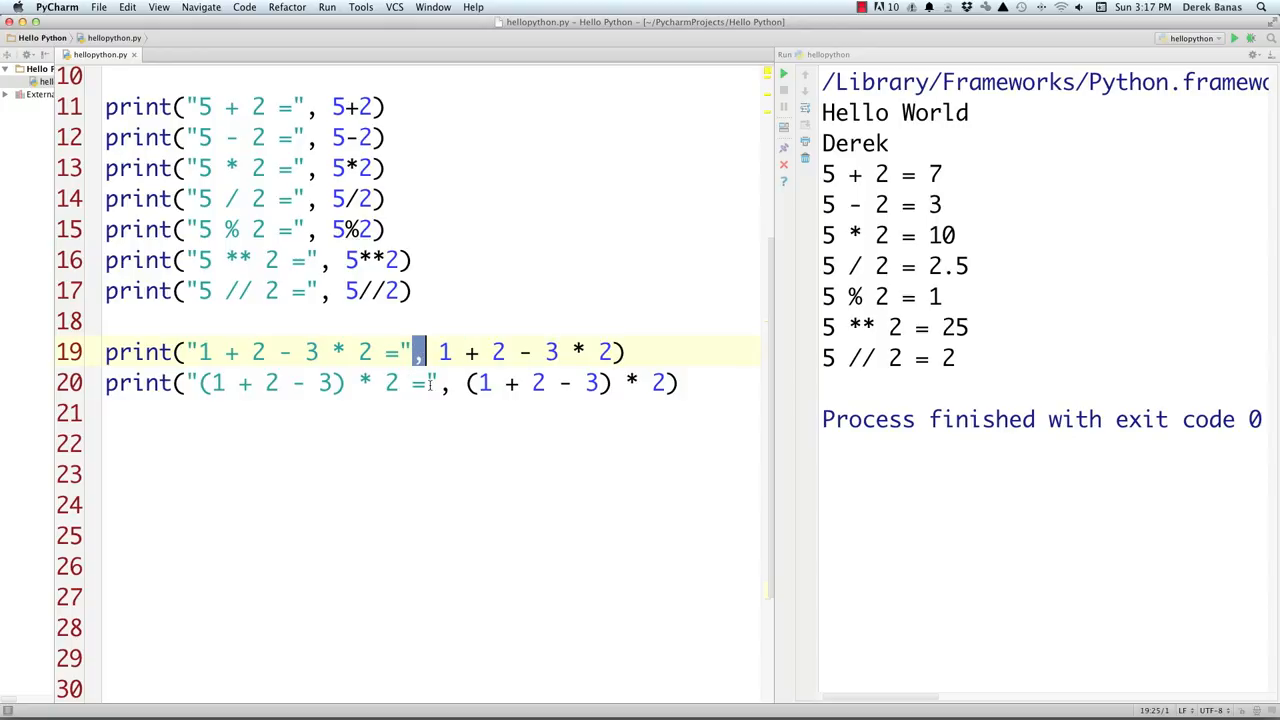 PyCharm File Edit View Navigate Code Refactor Run Tools VCS Window Help 10 Sun 3:17 PM Derek Banas
hellopython.py – Hello Python – [~/PycharmProjects/Hello Python]
Hello Python hellopython.py hellopython
hellopython.py Run hellopython
Hello P
hell
Externa
10
11 print("5 + 2 =", 5+2)
12 print("5 - 2 =", 5-2)
13 print("5 * 2 =", 5*2)
14 print("5 / 2 =", 5/2)
15 print("5 % 2 =", 5%2)
16 print("5 ** 2 =", 5**2)
17 print("5 // 2 =", 5//2)
18
19 print("1 + 2 - 3 * 2 =", 1 + 2 - 3 * 2)
20 print("(1 + 2 - 3) * 2 =", (1 + 2 - 3) * 2)
21
22
23
24
25
26
27
28
29
30
/Library/Frameworks/Python.framewo
Hello World
Derek
5 + 2 = 7
5 - 2 = 3
5 * 2 = 10
5 / 2 = 2.5
5 % 2 = 1
5 ** 2 = 25
5 // 2 = 2
Process finished with exit code 0
19:25/1 LF UTF-8